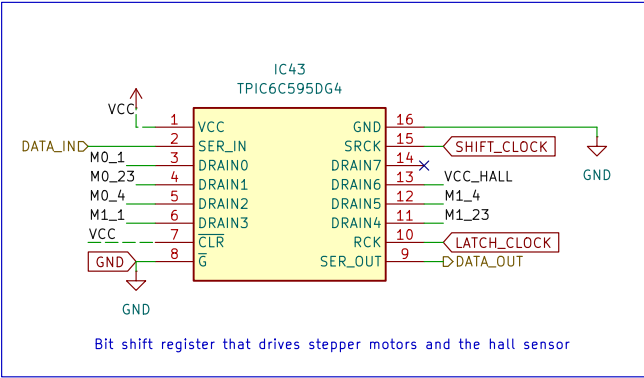 IC43
TPIC6C595DG4
VCC
1 VCC GND 16
DATA_IN 2 SER_IN SRCK 15 SHIFT_CLOCK
M0_1 3 DRAIN0 DRAIN7 14
M0_23 4 DRAIN1 DRAIN6 13 VCC_HALL
M0_4 5 DRAIN2 DRAIN5 12 M1_4
M1_1 6 DRAIN3 DRAIN4 11 M1_23
VCC 7 CLR RCK 10 LATCH_CLOCK
GND 8 G SER_OUT 9 DATA_OUT
GND
GND
Bit shift register that drives stepper motors and the hall sensor